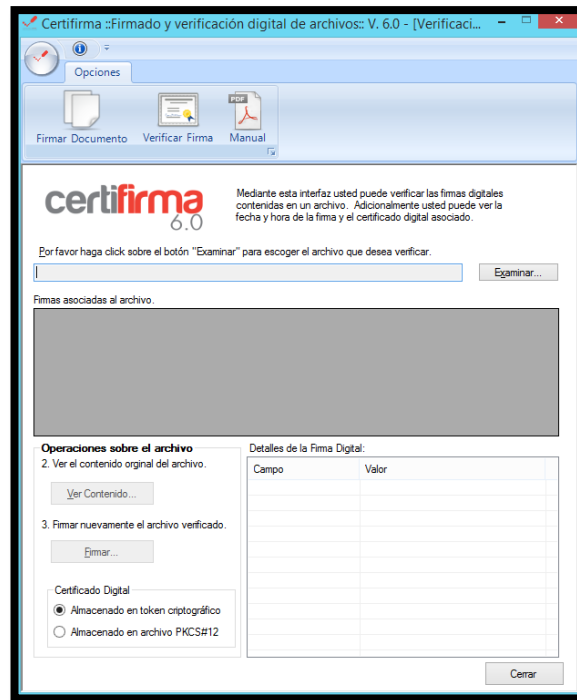 Certifirma ::Firmado y verificación digital de archivos:: V. 6.0 - [Verificaci...
Opciones
Firmar Documento
Verificar Firma
PDF
Manual
certifirma
6.0
Mediante esta interfaz usted puede verificar las firmas digitales
contenidas en un archivo. Adicionalmente usted puede ver la
fecha y hora de la firma y el certificado digital asociado.
Por favor haga click sobre el botón "Examinar" para escoger el archivo que desea verificar.
Examinar...
Firmas asociadas al archivo.
Operaciones sobre el archivo
2. Ver el contenido orginal del archivo.
Ver Contenido...
3. Firmar nuevamente el archivo verificado.
Firmar...
Certificado Digital
Almacenado en token criptográfico
Almacenado en archivo PKCS#12
Detalles de la Firma Digital:
Campo Valor
Cerrar